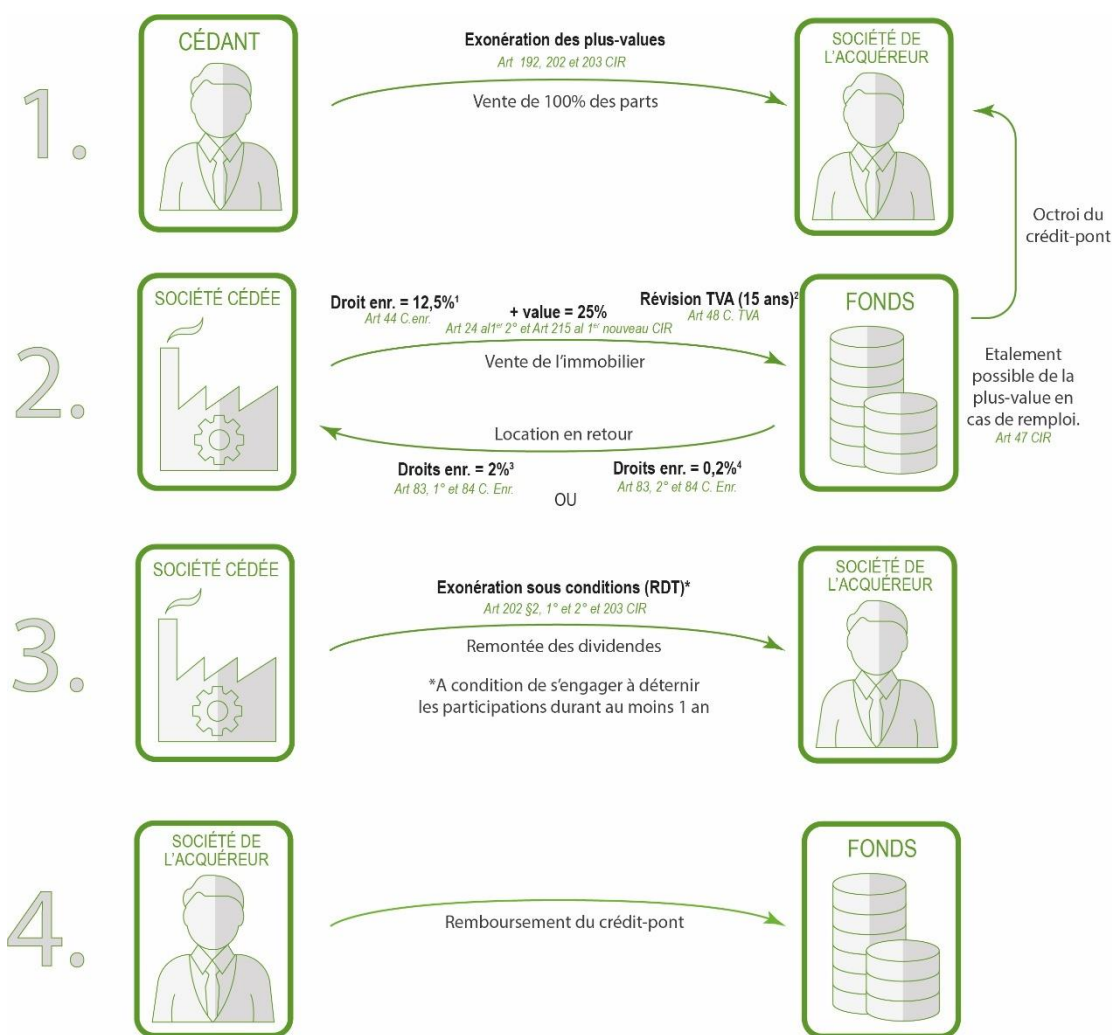 1.
CÉDANT
Exonération des plus-values
Art 192, 202 et 203 CIR
Vente de 100% des parts
SOCIÉTÉ DE
L'ACQUÉREUR
Octroi du
crédit-pont
2.
SOCIÉTÉ CÉDÉE
Droit enr. = 12,5%¹
Art 44 C.enr.
+ value = 25%
Art 24 al1er 2° et Art 215 al 1er nouveau CIR
Révision TVA (15 ans)²
Art 48 C. TVA
Vente de l'immobilier
FONDS
Etalement
possible de la
plus-value en
cas de remploi.
Art 47 CIR
Location en retour
Droits enr. = 2%³
Art 83, 1° et 84 C. Enr.
OU
Droits enr. = 0,2%⁴
Art 83, 2° et 84 C. Enr.
3.
SOCIÉTÉ CÉDÉE
Exonération sous conditions (RDT)*
Art 202 §2, 1° et 2° et 203 CIR
Remontée des dividendes
*A condition de s'engager à déternir
les participations durant au moins 1 an
SOCIÉTÉ DE
L'ACQUÉREUR
4.
SOCIÉTÉ DE
L'ACQUÉREUR
Remboursement du crédit-pont
FONDS